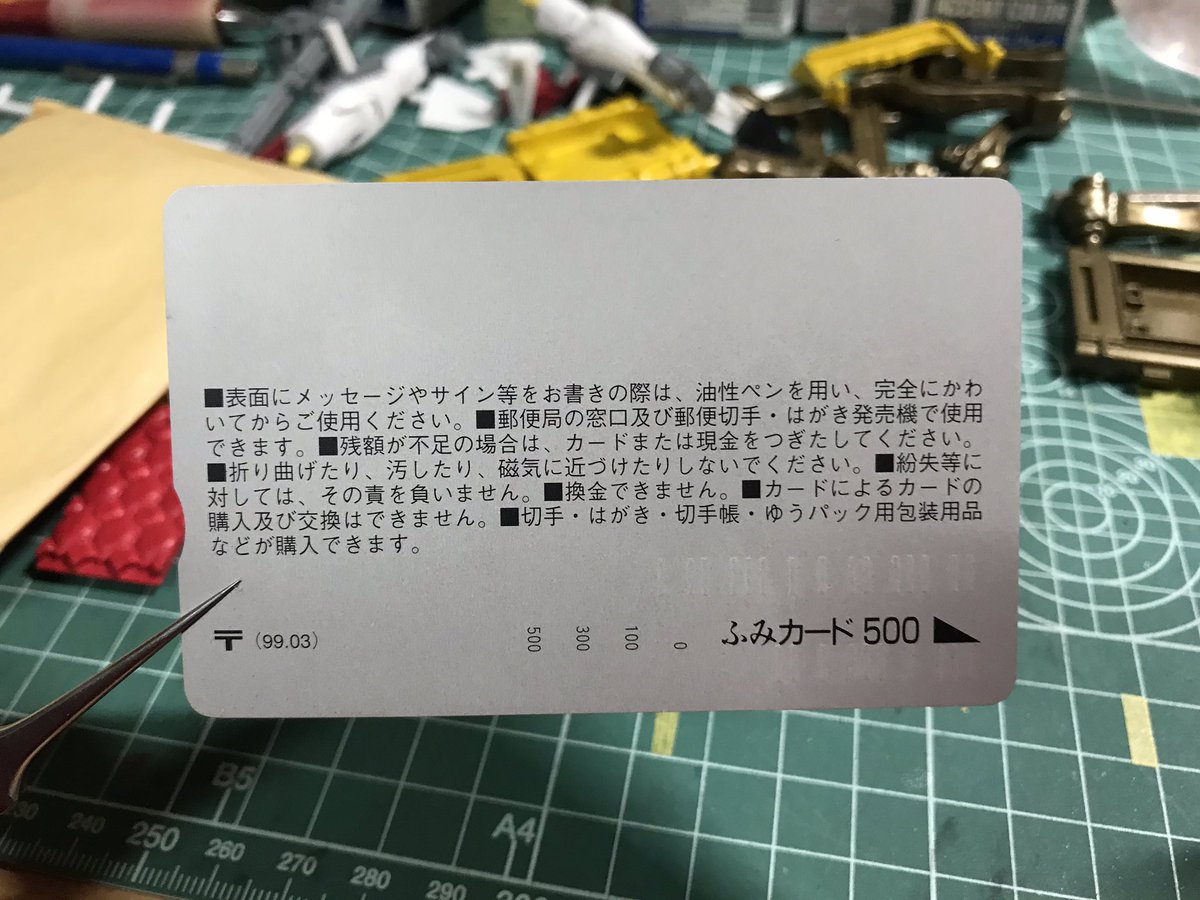 ■表面にメッセージやサイン等をお書きの際は、油性ペンを用い、完全にかわ
いてからご使用ください。■郵便局の窓口及び郵便切手・はがき発売機で使用
できます。■残額が不足の場合は、カードまたは現金をつぎたしてください。
■折り曲げたり、汚したり、磁気に近づけたりしないでください。■紛失等に
対しては、その責を負いません。■換金できません。■カードによるカードの
購入及び交換はできません。■切手・はがき・切手帳・ゆうパック用包装用品
などが購入できます。
〒 (99.03)
500 300 100 0
ふみカード 500
B5
A4
230 240 250 260 270 280 290